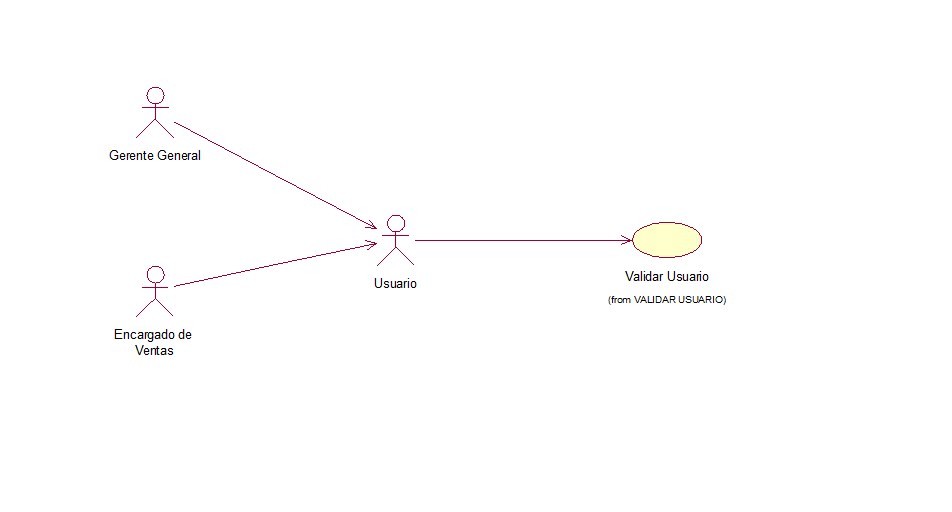 Gerente General
Usuario
Validar Usuario
(from VALIDAR USUARIO)
Encargado de
Ventas